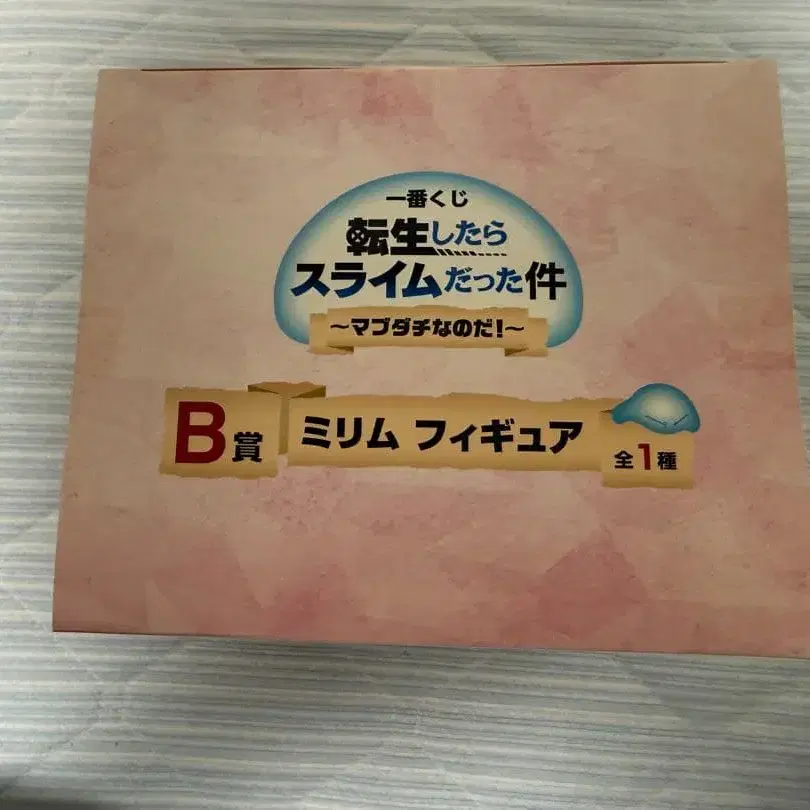 一番くじ
転生したら
スライムだった件
~マブダチなのだ!~
B賞
ミリム フィギュア
全1種